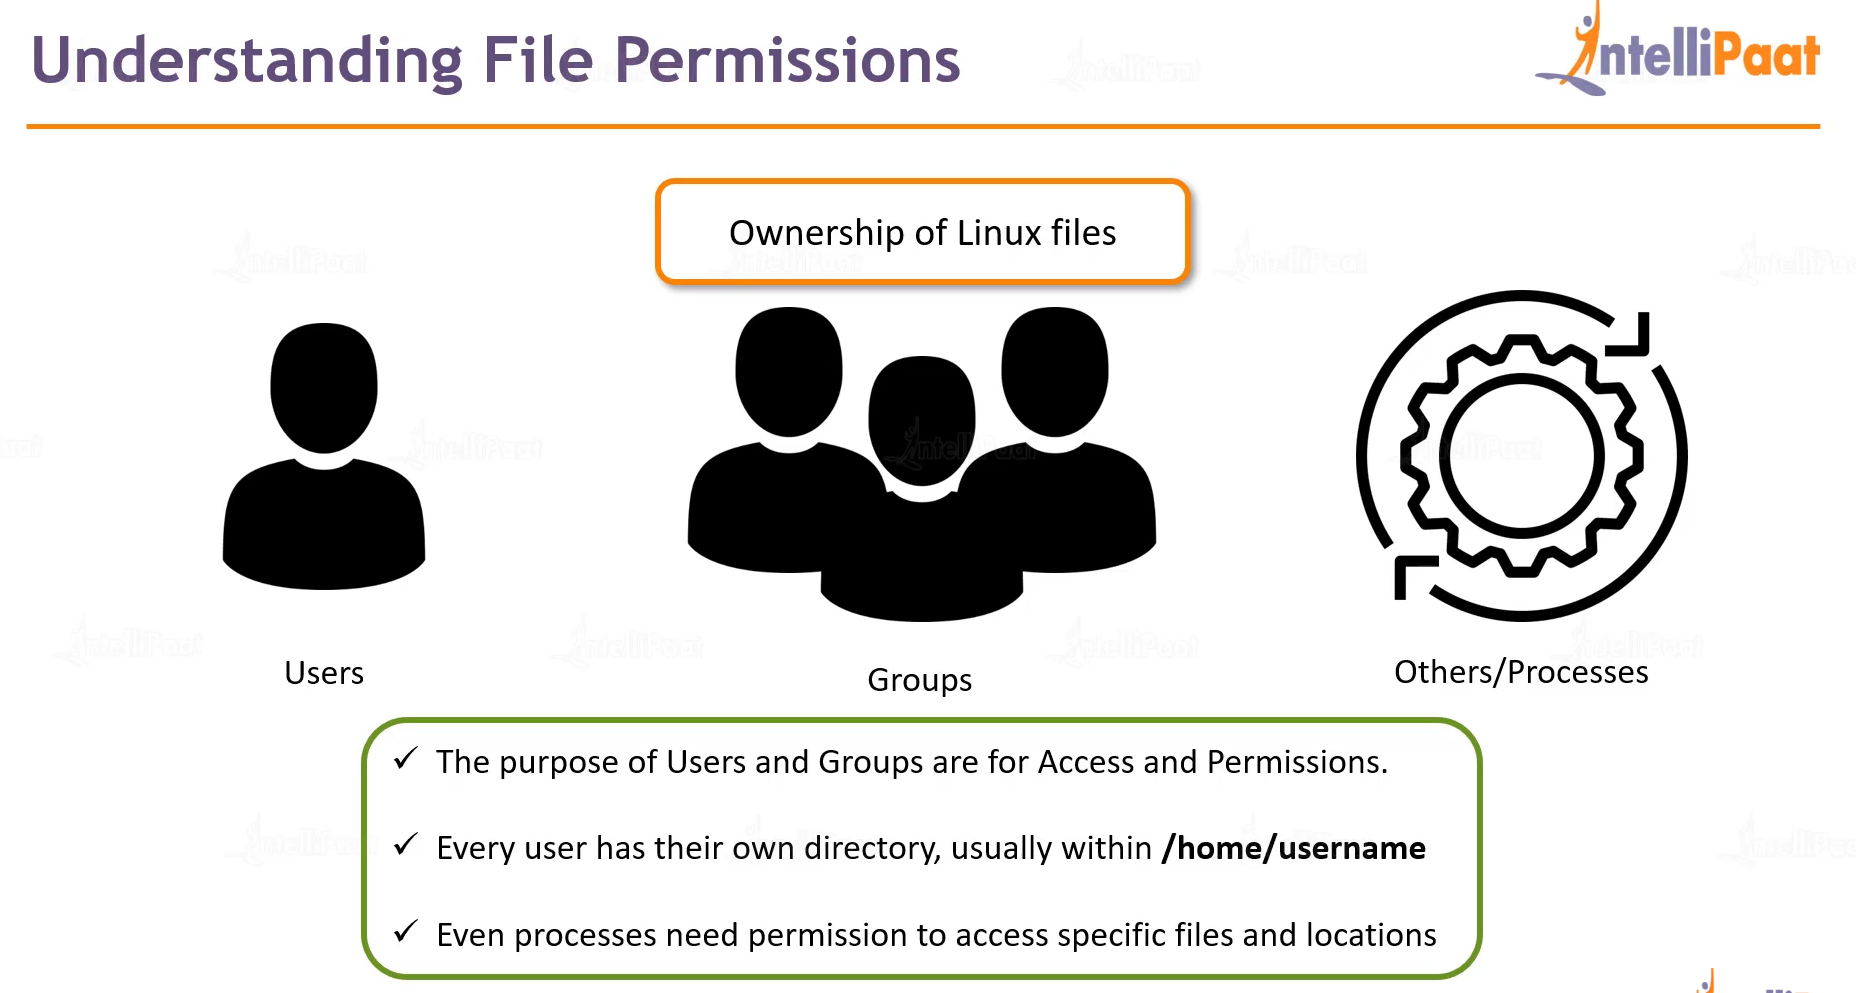 Understanding File Permissions
IntelliPaat
Ownership of Linux files
Users
Groups
Others/Processes
✓ The purpose of Users and Groups are for Access and Permissions.
✓ Every user has their own directory, usually within /home/username
✓ Even processes need permission to access specific files and locations